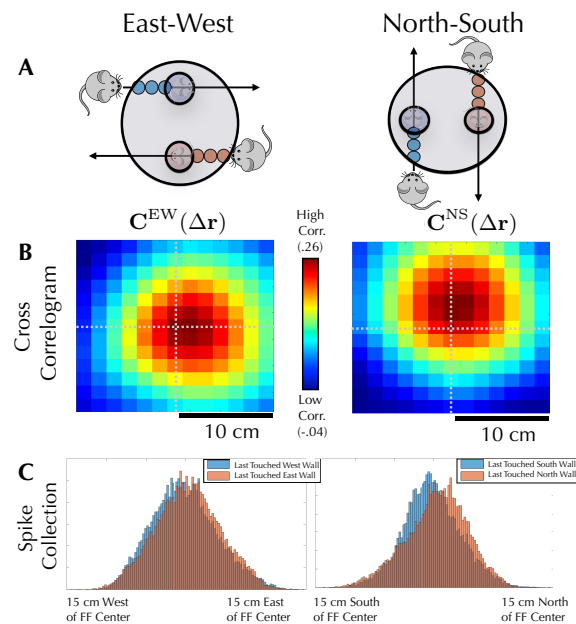 East-West
North-South
A
C^EW(Δr)
High
Corr.
(.26)
C^NS(Δr)
B
Cross
Correlogram
Low
Corr.
(-.04)
10 cm
10 cm
C
Last Touched West Wall
Last Touched East Wall
Last Touched South Wall
Last Touched North Wall
Spike
Collection
15 cm West
of FF Center
15 cm East
of FF Center
15 cm South
of FF Center
15 cm North
of FF Center